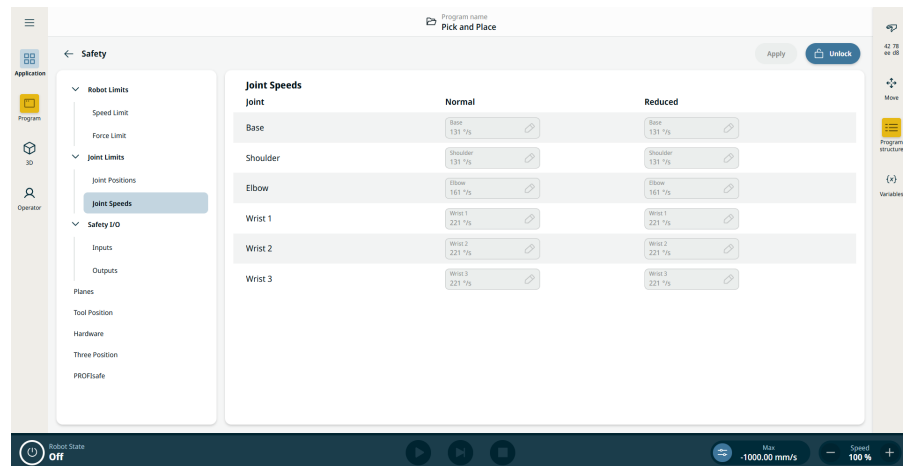 Program name
Pick and Place
42 78
ee d8
Safety
Apply
Unlock
Application
Program
3D
Operator
Robot Limits
Speed Limit
Force Limit
Joint Limits
Joint Positions
Joint Speeds
Safety I/O
Inputs
Outputs
Planes
Tool Position
Hardware
Three Position
PROFIsafe
Joint Speeds
Joint Normal Reduced
Base
Base
131 °/s
Base
131 °/s
Shoulder
Shoulder
131 °/s
Shoulder
131 °/s
Elbow
Elbow
161 °/s
Elbow
161 °/s
Wrist 1
Wrist 1
221 °/s
Wrist 1
221 °/s
Wrist 2
Wrist 2
221 °/s
Wrist 2
221 °/s
Wrist 3
Wrist 3
221 °/s
Wrist 3
221 °/s
Move
Program
structure
{x}
Variables
Robot State
Off
Max
-1000.00 mm/s
Speed
100 %